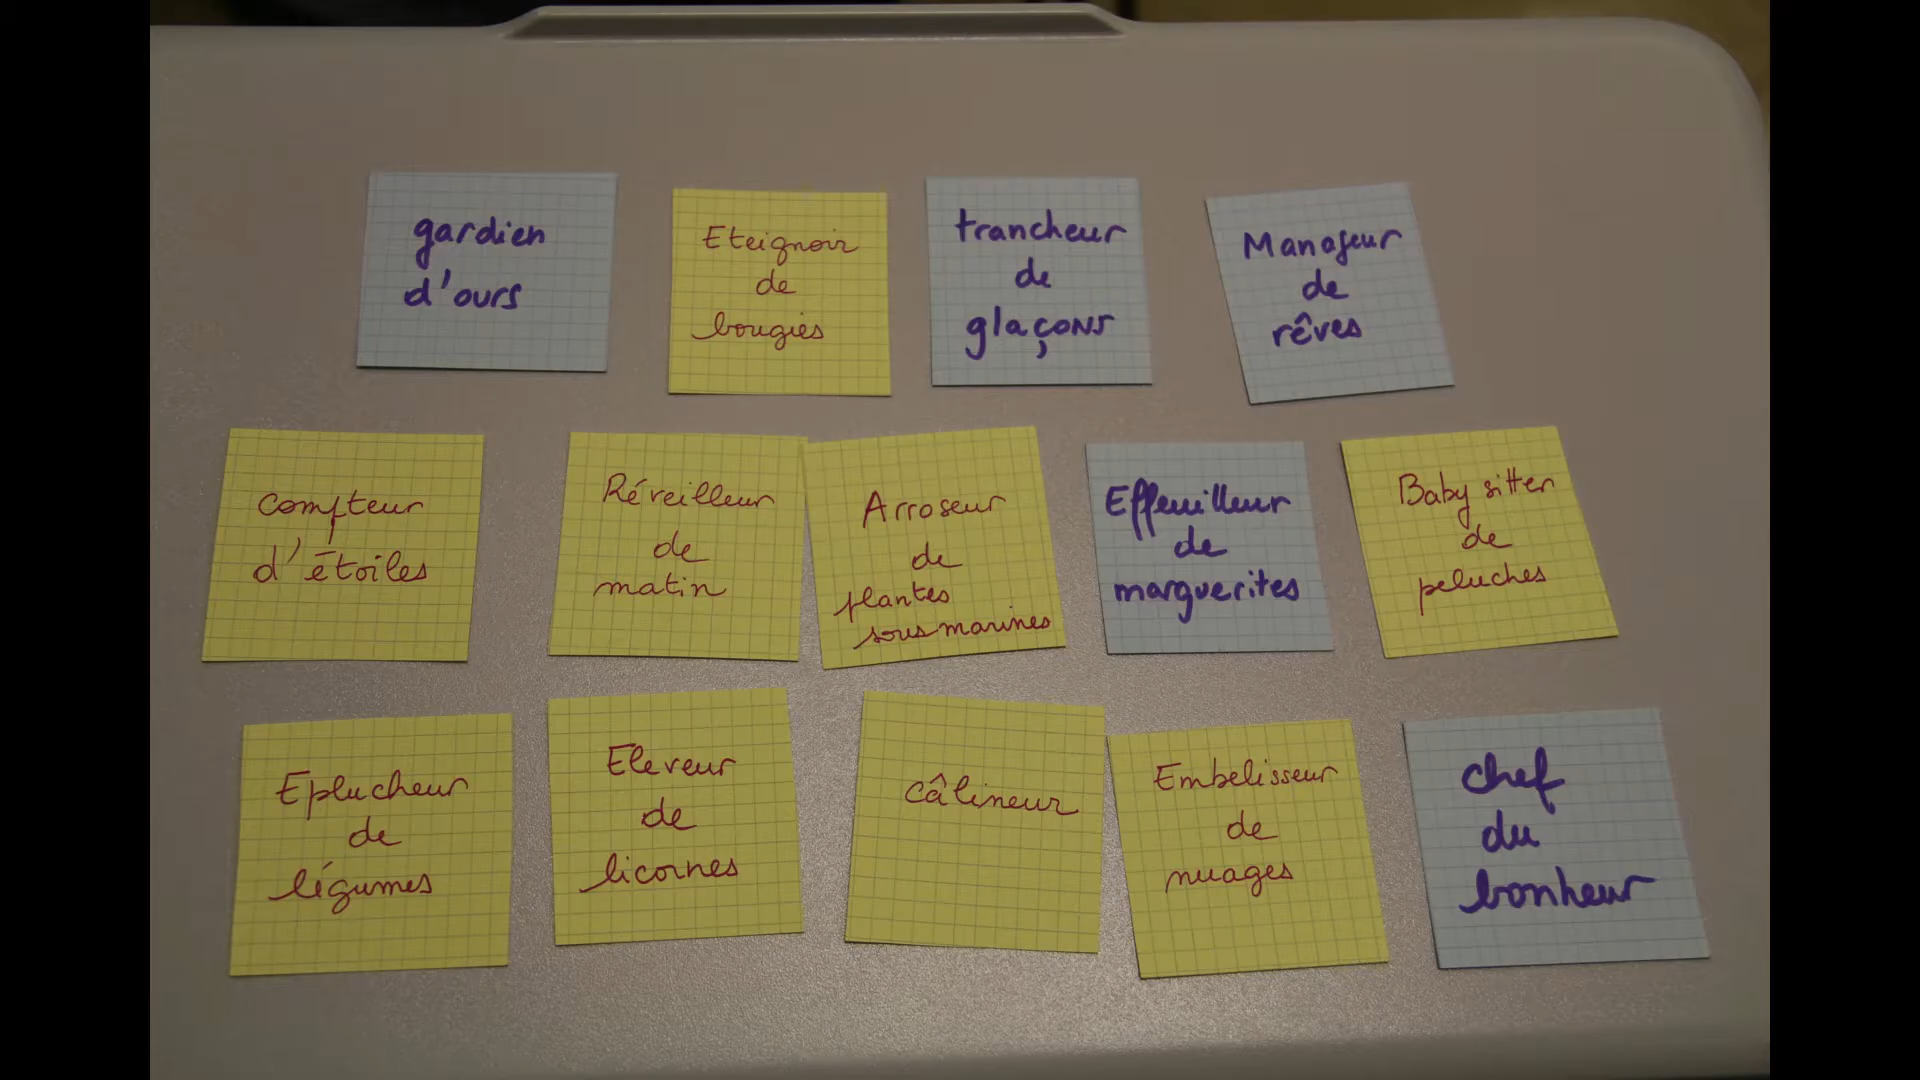 gardien
d'ours
Eteignoir
de
bougies
trancheur
de
glaçons
Manageur
de
rêves
Compteur
d'étoiles
Réveilleur
de
matin
Arroseur
de
plantes
sous marines
Effeuilleur
de
marguerites
Baby sitter
de
peluches
Eplucheur
de
légumes
Eleveur
de
licornes
câlineur
Embelisseur
de
nuages
chef
du
bonheur